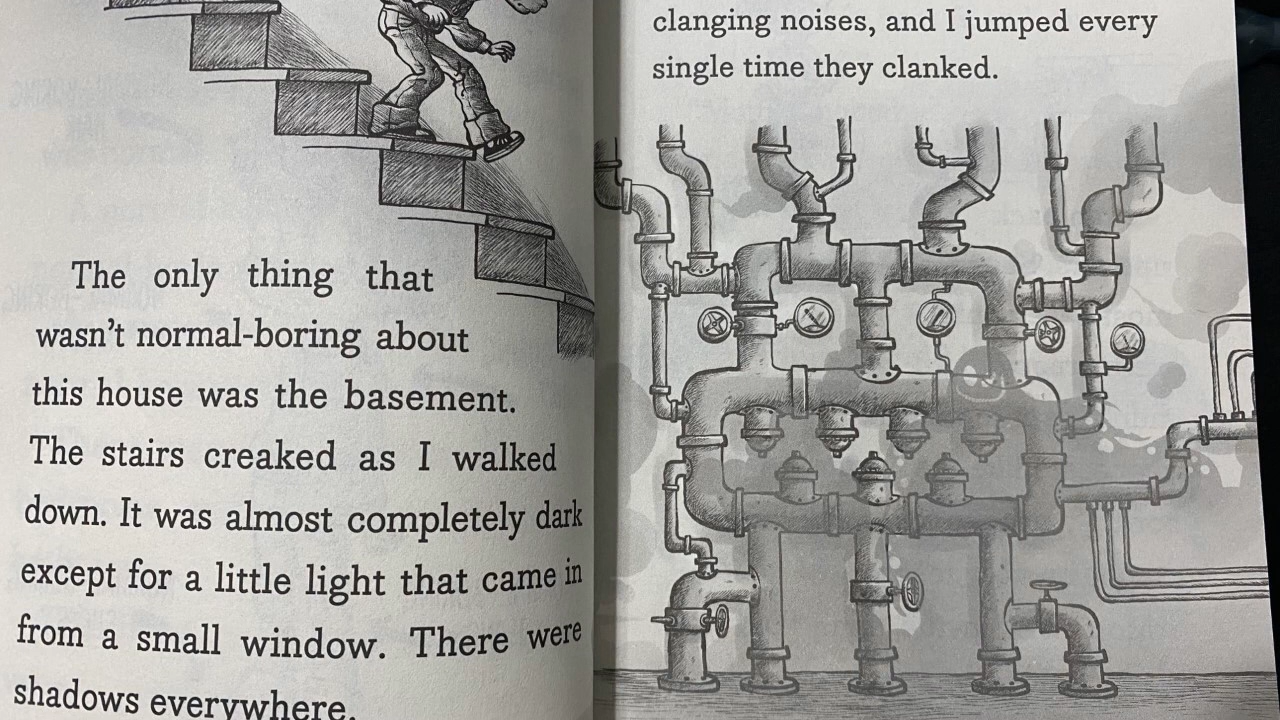 The only thing that
wasn't normal-boring about
this house was the basement.
The stairs creaked as I walked
down. It was almost completely dark
except for a little light that came in
from a small window. There were
shadows everywhere.
clanging noises, and I jumped every
single time they clanked.